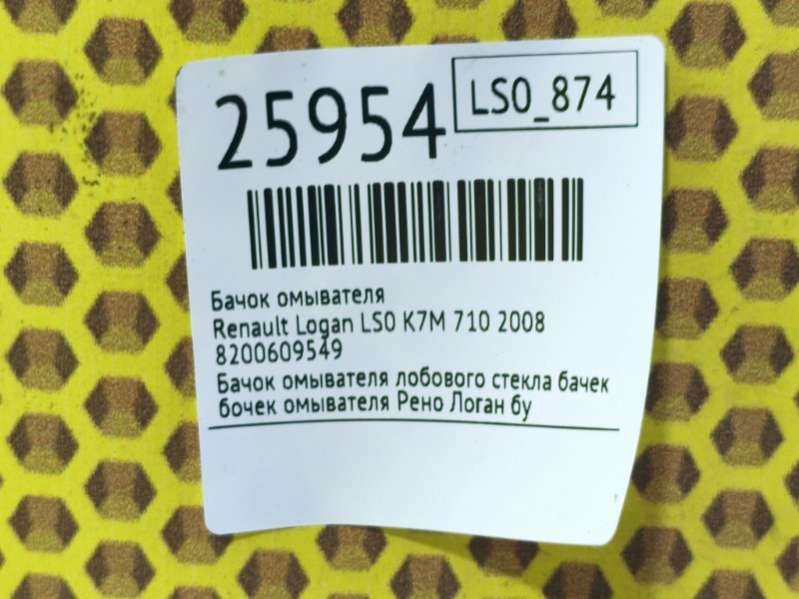 25954
LS0_874
Бачок омывателя
Renault Logan LS0 K7M 710 2008
8200609549
Бачок омывателя лобового стекла бачек
бочек омывателя Рено Логан бу